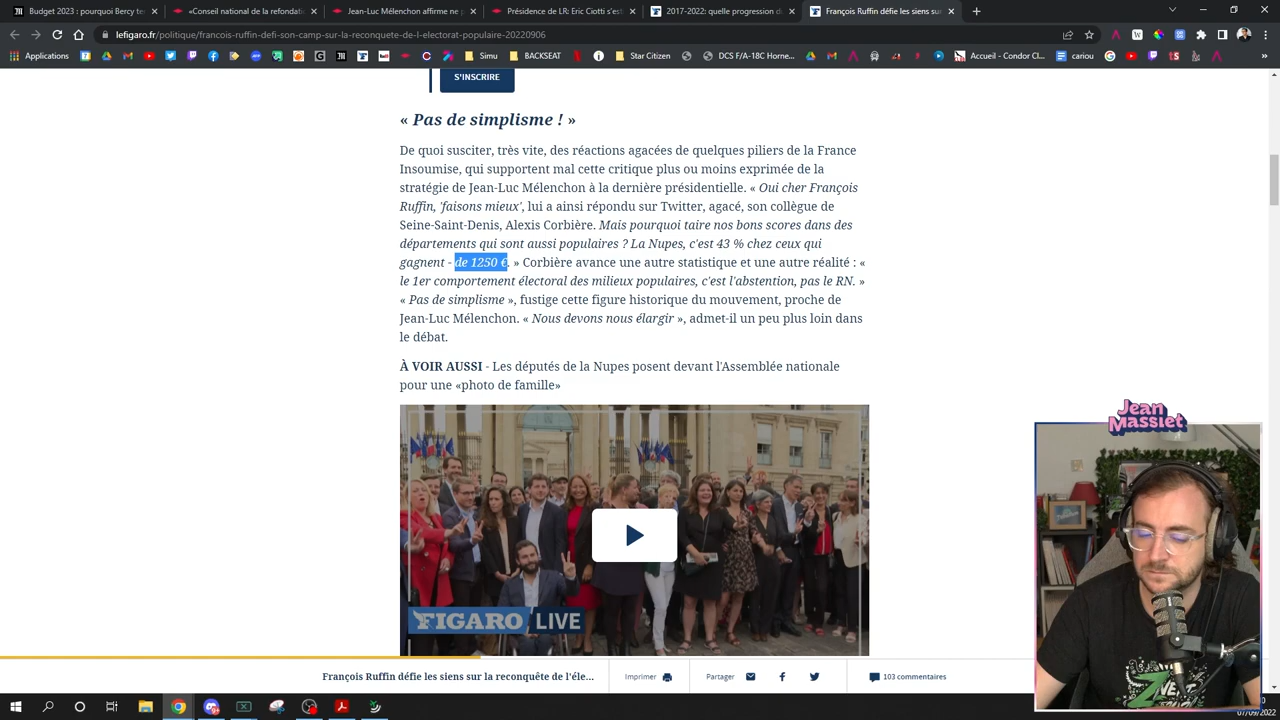 Budget 2023 : pourquoi Bercy te
«Conseil national de la refondati
Jean-Luc Mélenchon affirme ne p
Présidence de LR: Eric Ciotti s'est
2017-2022: quelle progression d
François Ruffin défie les siens su
lefigaro.fr/politique/francois-ruffin-defi-son-camp-sur-la-reconquete-de-l-electorat-populaire-20220906
Applications
Simu
BACKSEAT
Star Citizen
DCS F/A-18C Horne...
Accueil - Condor Cl...
cariou
S'INSCRIRE
« Pas de simplisme ! »
De quoi susciter, très vite, des réactions agacées de quelques piliers de la France
Insoumise, qui supportent mal cette critique plus ou moins exprimée de la
stratégie de Jean-Luc Mélenchon à la dernière présidentielle. « Oui cher François
Ruffin, 'faisons mieux', lui a ainsi répondu sur Twitter, agacé, son collègue de
Seine-Saint-Denis, Alexis Corbière. Mais pourquoi taire nos bons scores dans des
départements qui sont aussi populaires ? La Nupes, c'est 43 % chez ceux qui
gagnent - de 1250 €. » Corbière avance une autre statistique et une autre réalité : «
le 1er comportement électoral des milieux populaires, c'est l'abstention, pas le RN. »
« Pas de simplisme », fustige cette figure historique du mouvement, proche de
Jean-Luc Mélenchon. « Nous devons nous élargir », admet-il un peu plus loin dans
le débat.
À VOIR AUSSI - Les députés de la Nupes posent devant l'Assemblée nationale
pour une «photo de famille»
Jean
Massiet
FIGARO LIVE
François Ruffin défie les siens sur la reconquête de l'éle...
Imprimer
Partager
103 commentaires
07/09/2022